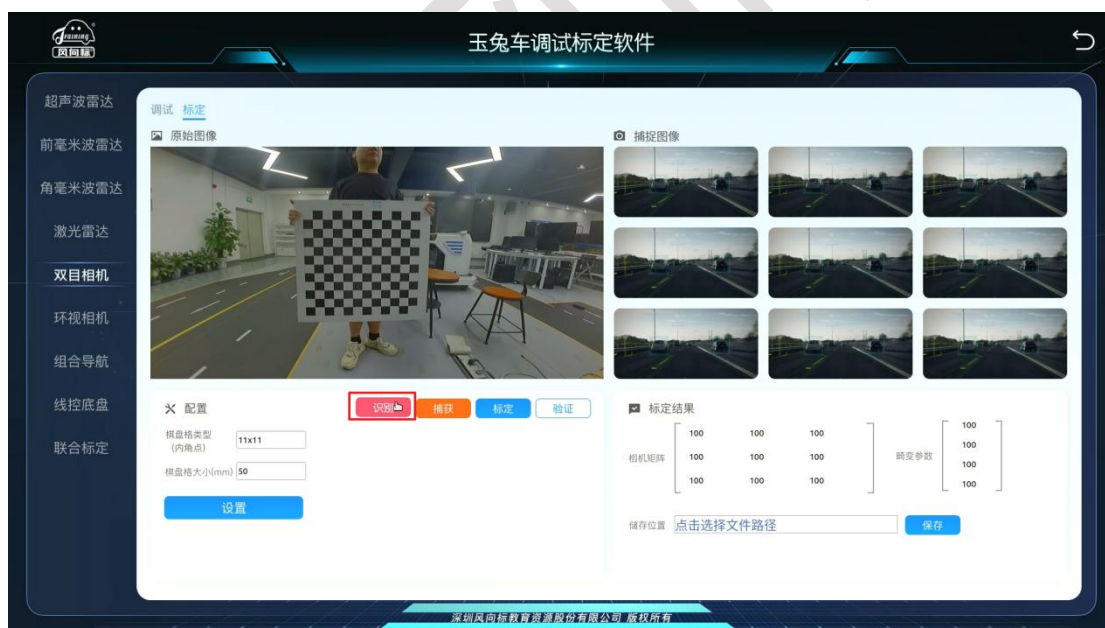 Training
风向标
玉兔车调试标定软件
超声波雷达
前毫米波雷达
角毫米波雷达
激光雷达
双目相机
环视相机
组合导航
线控底盘
联合标定
调试 标定
原始图像
捕捉图像
配置
识别 捕获 标定 验证
棋盘格类型
(内角点)
11x11
棋盘格大小(mm) 50
设置
标定结果
相机矩阵
100 100 100
100 100 100
100 100 100
畸变参数
100
100
100
100
储存位置 点击选择文件路径 保存
深圳风向标教育资源股份有限公司 版权所有